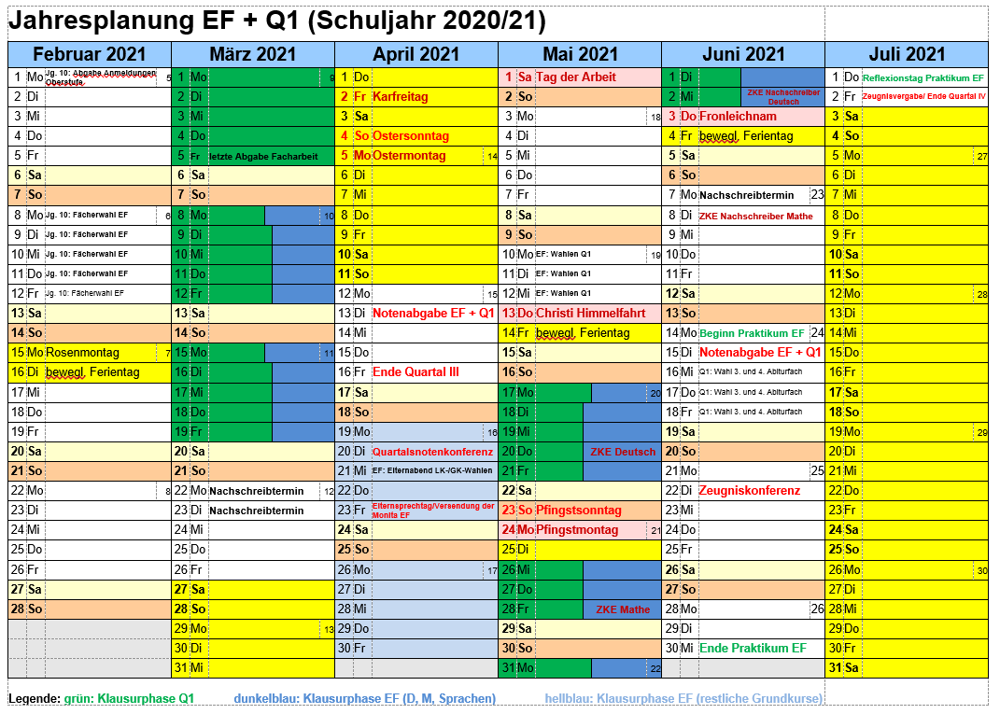 Jahresplanung EF + Q1 (Schuljahr 2020/21)
Februar 2021
1 Mo Jg. 10: Abgabe Anmeldungen 5
Oberstufe
2 Di
3 Mi
4 Do
5 Fr
6 Sa
7 So
8 Mo Jg. 10: Fächerwahl EF 6
9 Di Jg. 10: Fächerwahl EF
10 Mi Jg. 10: Fächerwahl EF
11 Do Jg. 10: Fächerwahl EF
12 Fr Jg. 10: Fächerwahl EF
13 Sa
14 So
15 Mo Rosenmontag 7
16 Di bewegl. Ferientag
17 Mi
18 Do
19 Fr
20 Sa
21 So
22 Mo 8
23 Di
24 Mi
25 Do
26 Fr
27 Sa
28 So
März 2021
1 Mo 9
2 Di
3 Mi
4 Do
5 Fr letzte Abgabe Facharbeit
6 Sa
7 So
8 Mo 10
9 Di
10 Mi
11 Do
12 Fr
13 Sa
14 So
15 Mo 11
16 Di
17 Mi
18 Do
19 Fr
20 Sa
21 So
22 Mo Nachschreibtermin 12
23 Di Nachschreibtermin
24 Mi
25 Do
26 Fr
27 Sa
28 So
29 Mo 13
30 Di
31 Mi
April 2021
1 Do
2 Fr Karfreitag
3 Sa
4 So Ostersonntag
5 Mo Ostermontag 14
6 Di
7 Mi
8 Do
9 Fr
10 Sa
11 So
12 Mo 15
13 Di Notenabgabe EF + Q1
14 Mi
15 Do
16 Fr Ende Quartal III
17 Sa
18 So
19 Mo 16
20 Di Quartalsnotenkonferenz
21 Mi EF: Elternabend LK-/GK-Wahlen
22 Do
23 Fr Elternsprechtag/Versendung der
Monita EF
24 Sa
25 So
26 Mo 17
27 Di
28 Mi
29 Do
30 Fr
Mai 2021
1 Sa Tag der Arbeit
2 So
3 Mo 18
4 Di
5 Mi
6 Do
7 Fr
8 Sa
9 So
10 Mo EF: Wahlen Q1 19
11 Di EF: Wahlen Q1
12 Mi EF: Wahlen Q1
13 Do Christi Himmelfahrt
14 Fr bewegl. Ferientag
15 Sa
16 So
17 Mo 20
18 Di
19 Mi
20 Do ZKE Deutsch
21 Fr
22 Sa
23 So Pfingstsonntag
24 Mo Pfingstmontag 21
25 Di
26 Mi
27 Do
28 Fr ZKE Mathe
29 Sa
30 So
31 Mo 22
Juni 2021
1 Di
2 Mi ZKE Nachschreiber
Deutsch
3 Do Fronleichnam
4 Fr bewegl. Ferientag
5 Sa
6 So
7 Mo Nachschreibtermin 23
8 Di ZKE Nachschreiber Mathe
9 Mi
10 Do
11 Fr
12 Sa
13 So
14 Mo Beginn Praktikum EF 24
15 Di Notenabgabe EF + Q1
16 Mi Q1: Wahl 3. und 4. Abiturfach
17 Do Q1: Wahl 3. und 4. Abiturfach
18 Fr Q1: Wahl 3. und 4. Abiturfach
19 Sa
20 So
21 Mo 25
22 Di Zeugniskonferenz
23 Mi
24 Do
25 Fr
26 Sa
27 So
28 Mo 26
29 Di
30 Mi Ende Praktikum EF
Juli 2021
1 Do Reflexionstag Praktikum EF
2 Fr Zeugnisvergabe/ Ende Quartal IV
3 Sa
4 So
5 Mo 27
6 Di
7 Mi
8 Do
9 Fr
10 Sa
11 So
12 Mo 28
13 Di
14 Mi
15 Do
16 Fr
17 Sa
18 So
19 Mo 29
20 Di
21 Mi
22 Do
23 Fr
24 Sa
25 So
26 Mo 30
27 Di
28 Mi
29 Do
30 Fr
31 Sa
Legende: grün: Klausurphase Q1 dunkelblau: Klausurphase EF (D, M, Sprachen) hellblau: Klausurphase EF (restliche Grundkurse)